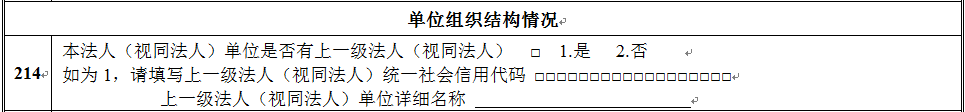 单位组织结构情况
214 本法人（视同法人）单位是否有上一级法人（视同法人） □ 1.是 2.否
如为 1，请填写上一级法人（视同法人）统一社会信用代码 □□□□□□□□□□□□□□□□□□
上一级法人（视同法人）单位详细名称 ________________________